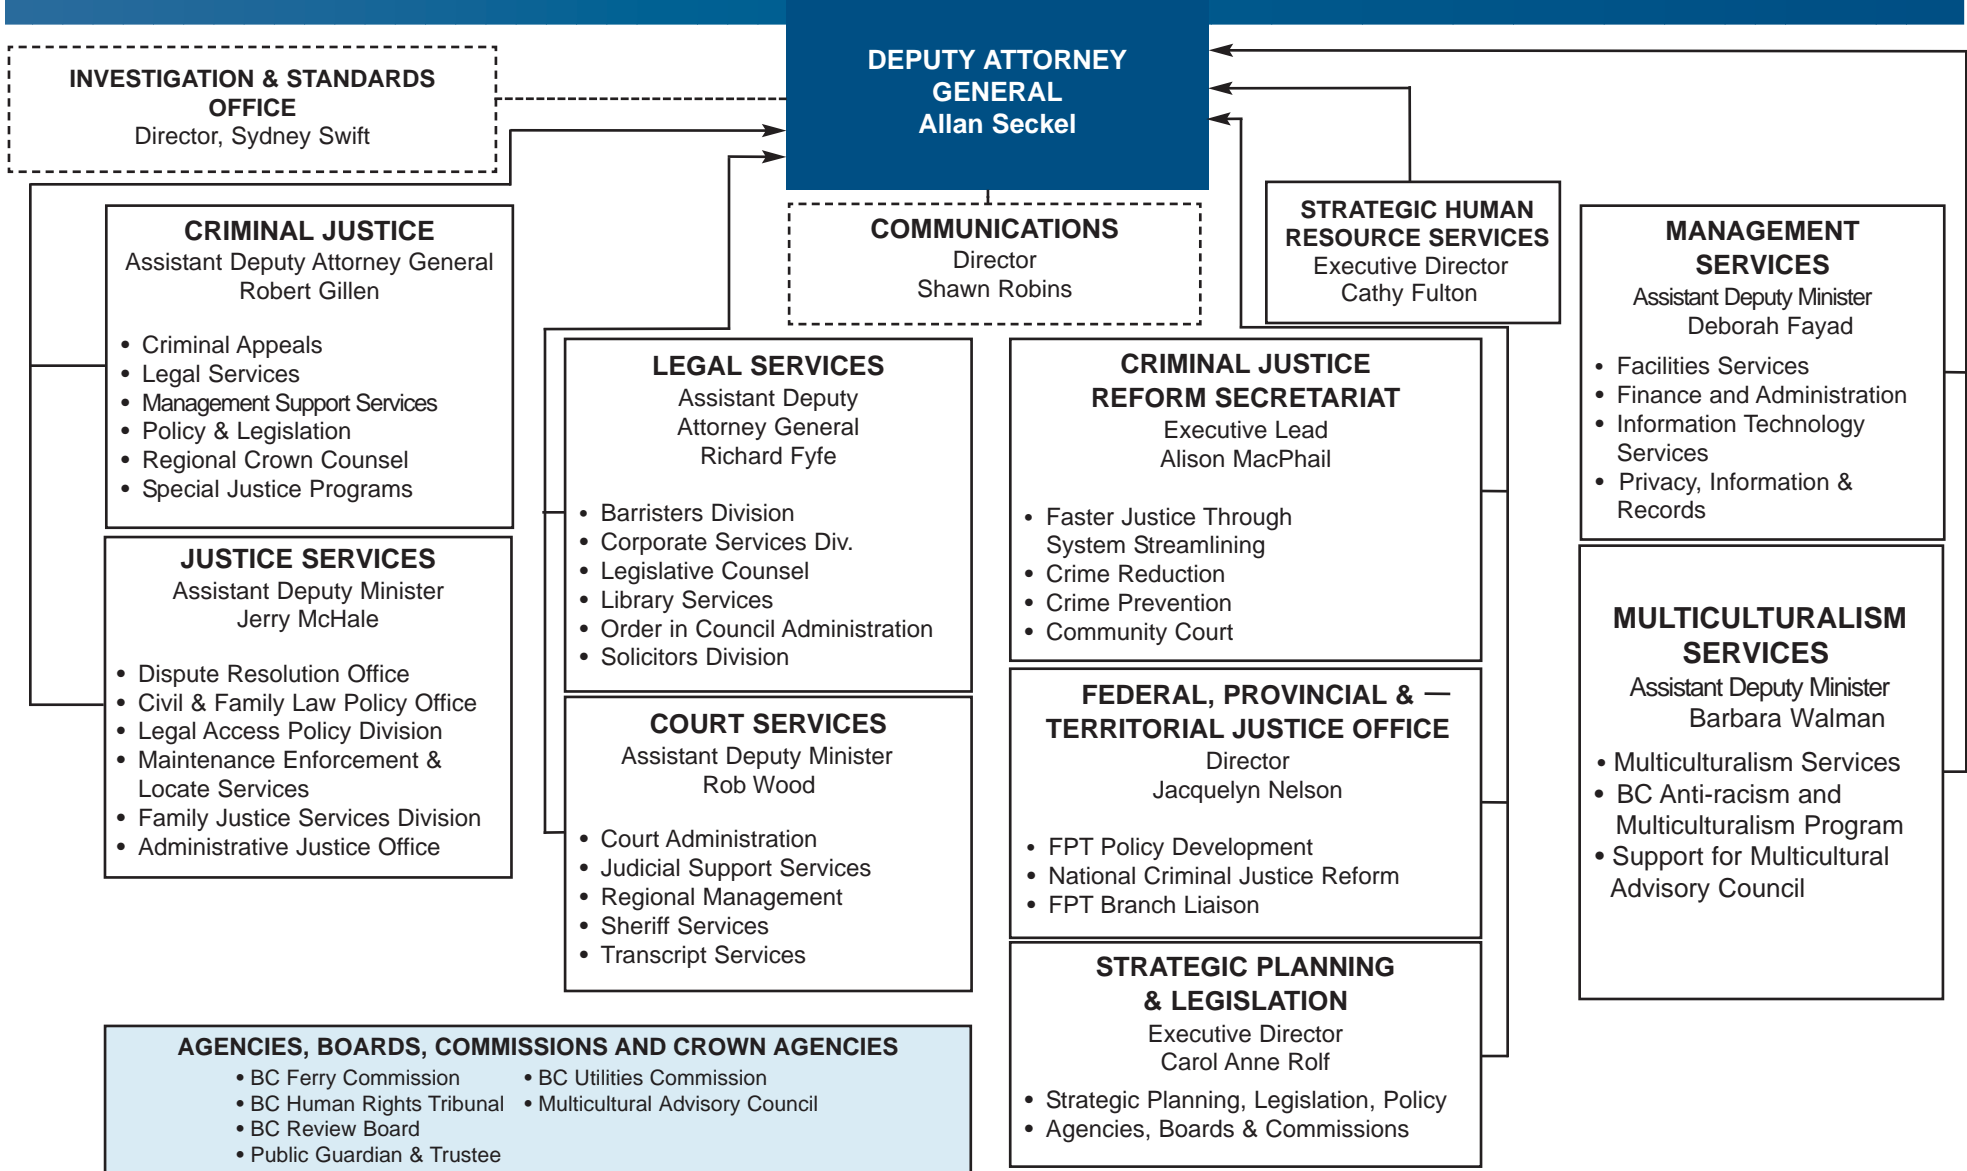 DEPUTY ATTORNEY
GENERAL
Allan Seckel
INVESTIGATION & STANDARDS
OFFICE
Director, Sydney Swift
COMMUNICATIONS
Director
Shawn Robins
STRATEGIC HUMAN
RESOURCE SERVICES
Executive Director
Cathy Fulton
CRIMINAL JUSTICE
Assistant Deputy Attorney General
Robert Gillen
• Criminal Appeals
• Legal Services
• Management Support Services
• Policy & Legislation
• Regional Crown Counsel
• Special Justice Programs
JUSTICE SERVICES
Assistant Deputy Minister
Jerry McHale
• Dispute Resolution Office
• Civil & Family Law Policy Office
• Legal Access Policy Division
• Maintenance Enforcement &
Locate Services
• Family Justice Services Division
• Administrative Justice Office
LEGAL SERVICES
Assistant Deputy
Attorney General
Richard Fyfe
• Barristers Division
• Corporate Services Div.
• Legislative Counsel
• Library Services
• Order in Council Administration
• Solicitors Division
COURT SERVICES
Assistant Deputy Minister
Rob Wood
• Court Administration
• Judicial Support Services
• Regional Management
• Sheriff Services
• Transcript Services
CRIMINAL JUSTICE
REFORM SECRETARIAT
Executive Lead
Alison MacPhail
• Faster Justice Through
System Streamlining
• Crime Reduction
• Crime Prevention
• Community Court
FEDERAL, PROVINCIAL &
TERRITORIAL JUSTICE OFFICE
Director
Jacquelyn Nelson
• FPT Policy Development
• National Criminal Justice Reform
• FPT Branch Liaison
STRATEGIC PLANNING
& LEGISLATION
Executive Director
Carol Anne Rolf
• Strategic Planning, Legislation, Policy
• Agencies, Boards & Commissions
MANAGEMENT
SERVICES
Assistant Deputy Minister
Deborah Fayad
• Facilities Services
• Finance and Administration
• Information Technology
Services
• Privacy, Information &
Records
MULTICULTURALISM
SERVICES
Assistant Deputy Minister
Barbara Walman
• Multiculturalism Services
• BC Anti-racism and
Multiculturalism Program
• Support for Multicultural
Advisory Council
AGENCIES, BOARDS, COMMISSIONS AND CROWN AGENCIES
• BC Ferry Commission
• BC Human Rights Tribunal
• BC Review Board
• Public Guardian & Trustee
• BC Utilities Commission
• Multicultural Advisory Council